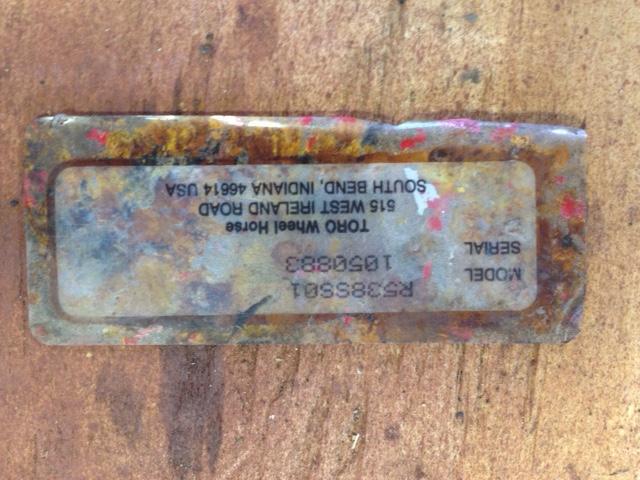 MODEL R538SS01
SERIAL 1050883
TORO Wheel Horse
515 WEST IRELAND ROAD
SOUTH BEND, INDIANA 46614 USA